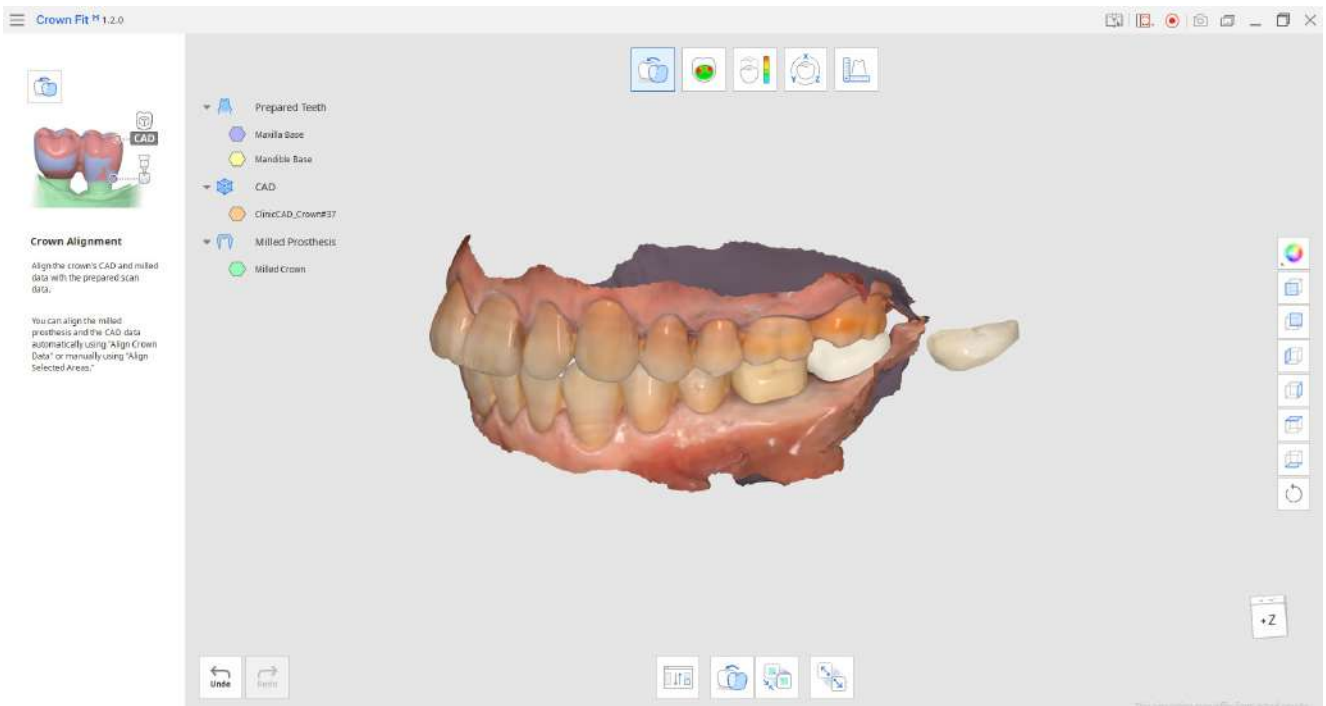 Crown Fit 1.2.0
CAD
Crown Alignment
Align the crown's CAD and milled
data with the prepared scan
data.
You can align the milled
prosthesis and the CAD data
automatically using "Align Crown
Data" or manually using "Align
Selected Areas."
Prepared Teeth
Maxilla Base
Mandible Base
CAD
ClinicCAD_Crown#37
Milled Prosthesis
Milled Crown
X
Y
Z
+Z
Undo
Redo